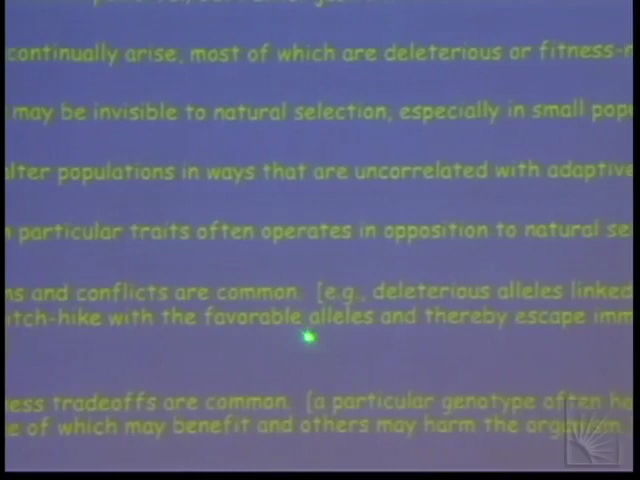 continually arise, most of which are deleterious or fitness-
may be invisible to natural selection, especially in small pop
alter populations in ways that are uncorrelated with adaptive
particular traits often operates in opposition to natural se
ns and conflicts are common. [e.g., deleterious alleles linked
itch-hike with the favorable alleles and thereby escape imm
ess tradeoffs are common. [a particular genotype often ha
e of which may benefit and others may harm the organism.